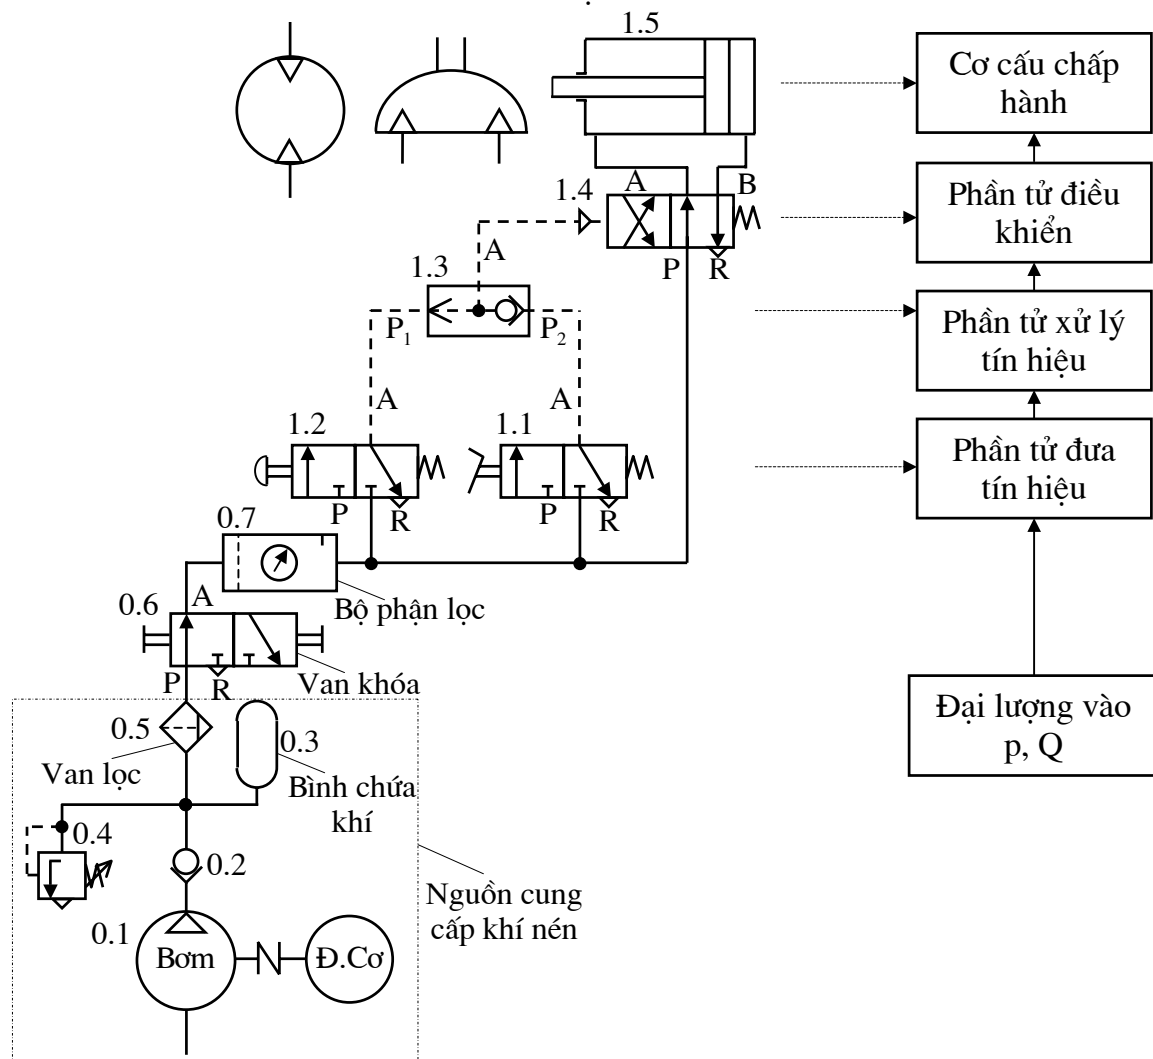 1.5
Cơ cấu chấp
hành
1.4
A
B
P
R
Phần tử điều
khiển
1.3
A
P1
P2
Phần tử xử lý
tín hiệu
1.2
A
P
R
1.1
A
P
R
Phần tử đưa
tín hiệu
0.7
Bộ phận lọc
0.6
A
P
R
Van khóa
Đại lượng vào
p, Q
0.5
Van lọc
0.3
Bình chứa
khí
0.4
0.2
Nguồn cung
cấp khí nén
0.1
Bơm
Đ.Cơ